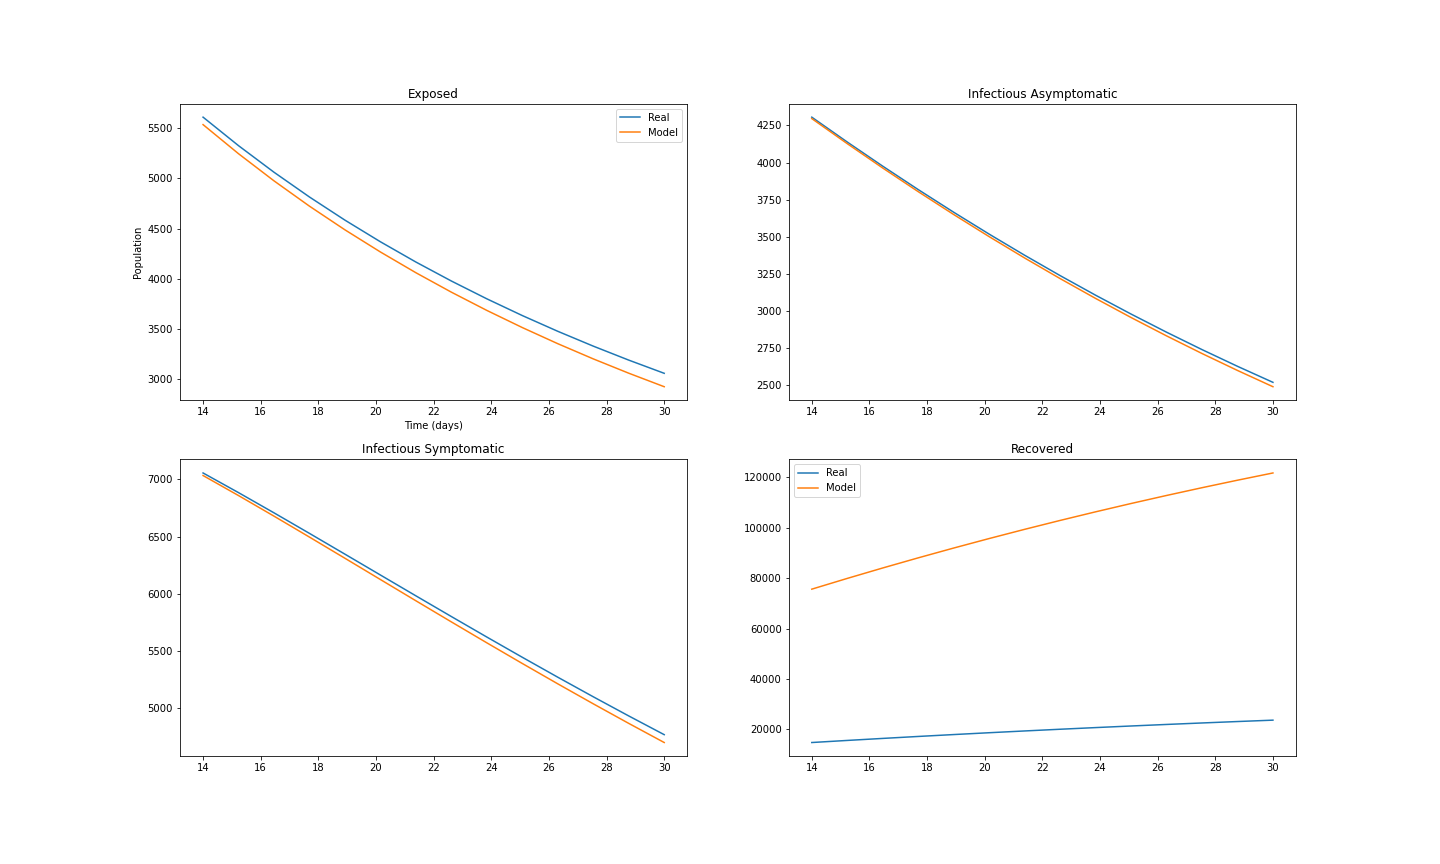 Exposed
5500
5000
4500
4000
3500
3000
Population
Real
Model
14 16 18 20 22 24 26 28 30
Time (days)
Infectious Asymptomatic
4250
4000
3750
3500
3250
3000
2750
2500
14 16 18 20 22 24 26 28 30
Infectious Symptomatic
7000
6500
6000
5500
5000
14 16 18 20 22 24 26 28 30
Recovered
Real
Model
120000
100000
80000
60000
40000
20000
14 16 18 20 22 24 26 28 30